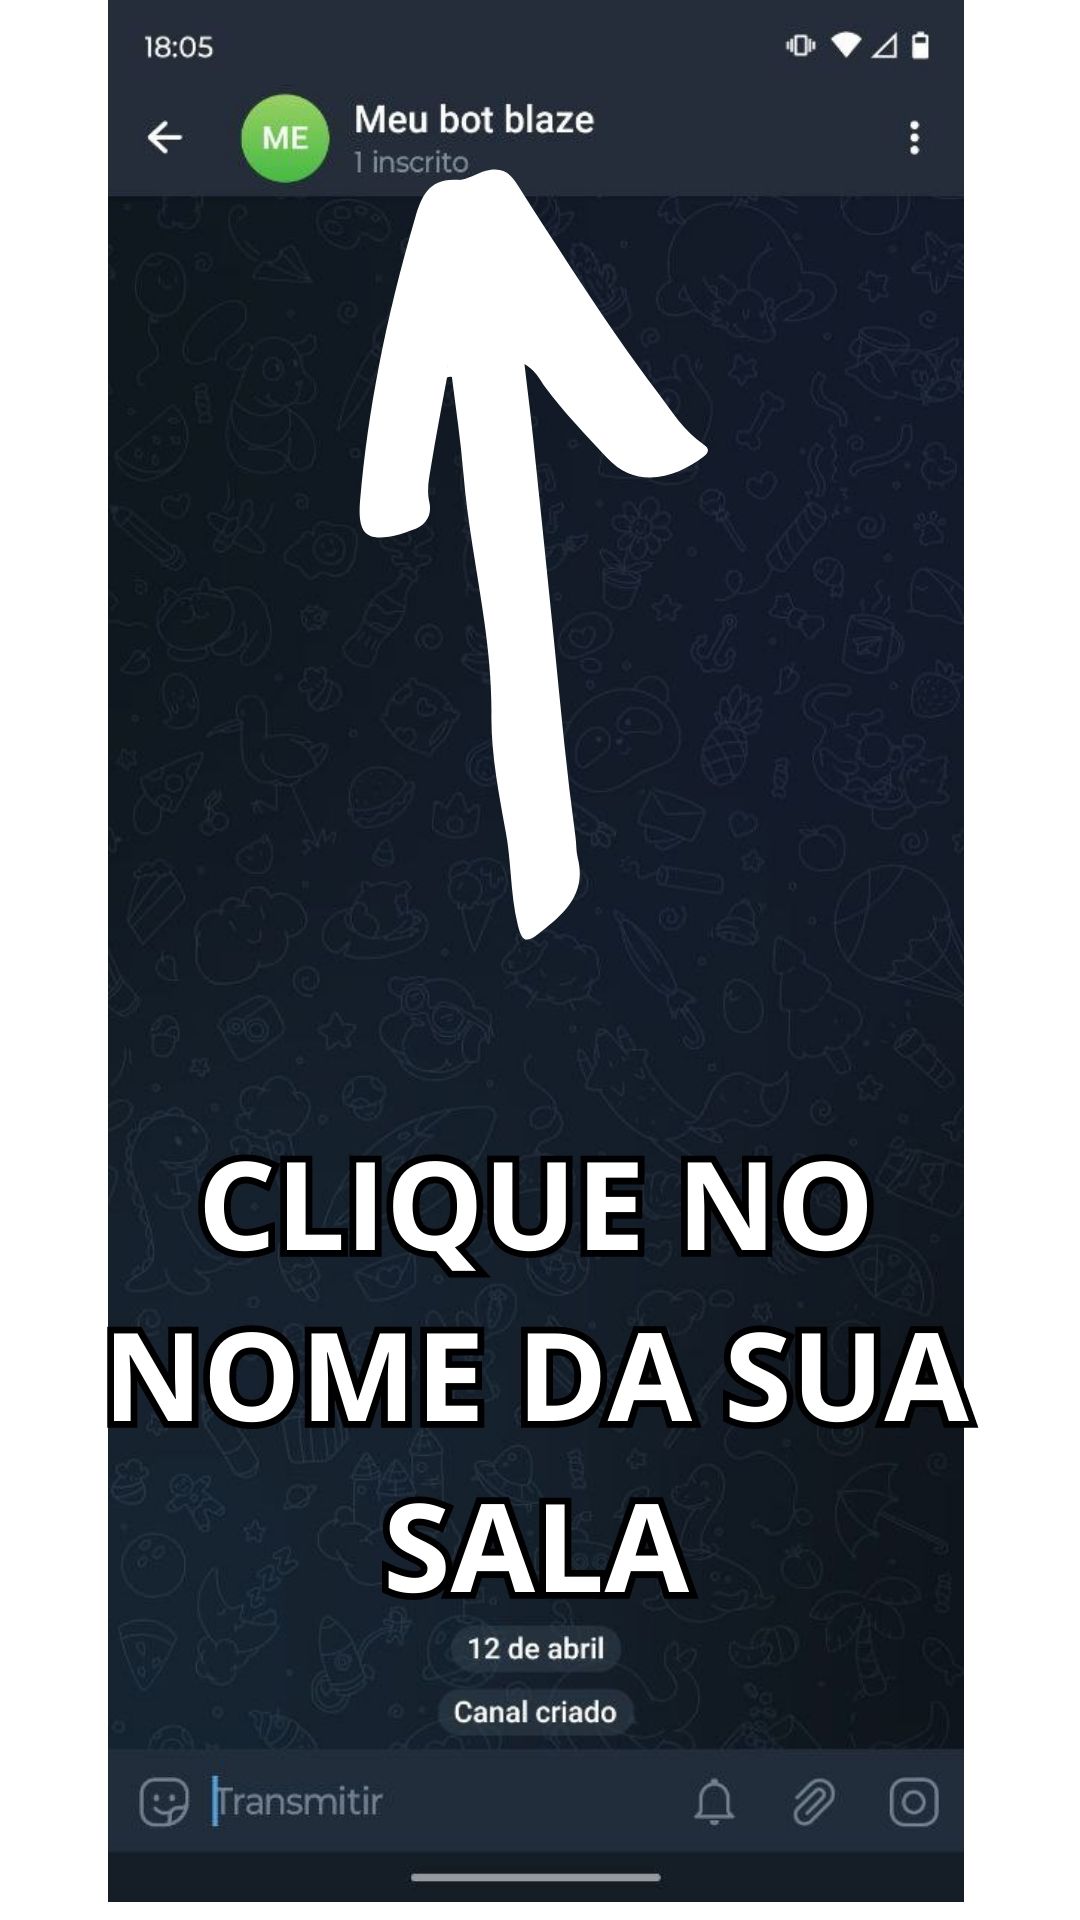 18:05
ME
Meu bot blaze
1 inscrito
CLIQUE NO
NOME DA SUA
SALA
12 de abril
Canal criado
Transmitir